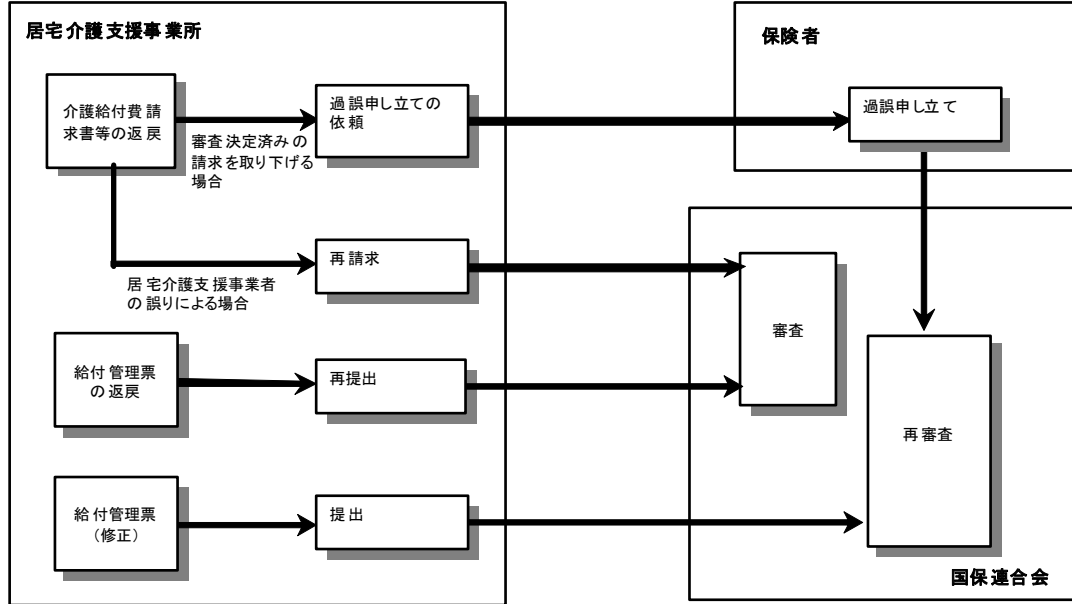 居宅介護支援事業所
保険者
介護給付費請
求書等の返戻
過誤申し立ての
依頼
過誤申し立て
審査決定済みの
請求を取り下げる
場合
再請求
居宅介護支援事業者
の誤りによる場合
審査
給付管理票
の返戻
再提出
再審査
給付管理票
(修正)
提出
国保連合会